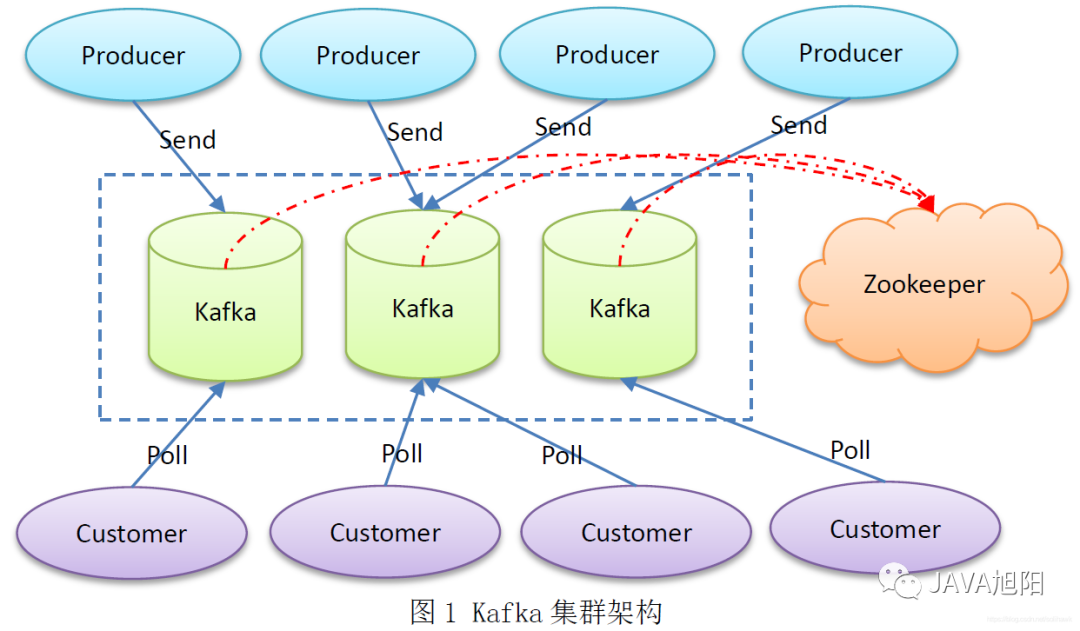 Producer
Producer
Producer
Producer
Send
Send
Send
Send
Kafka
Kafka
Kafka
Zookeeper
Poll
Poll
Poll
Poll
Customer
Customer
Customer
Customer
JAVA旭阳
图 1 Kafka 集群架构